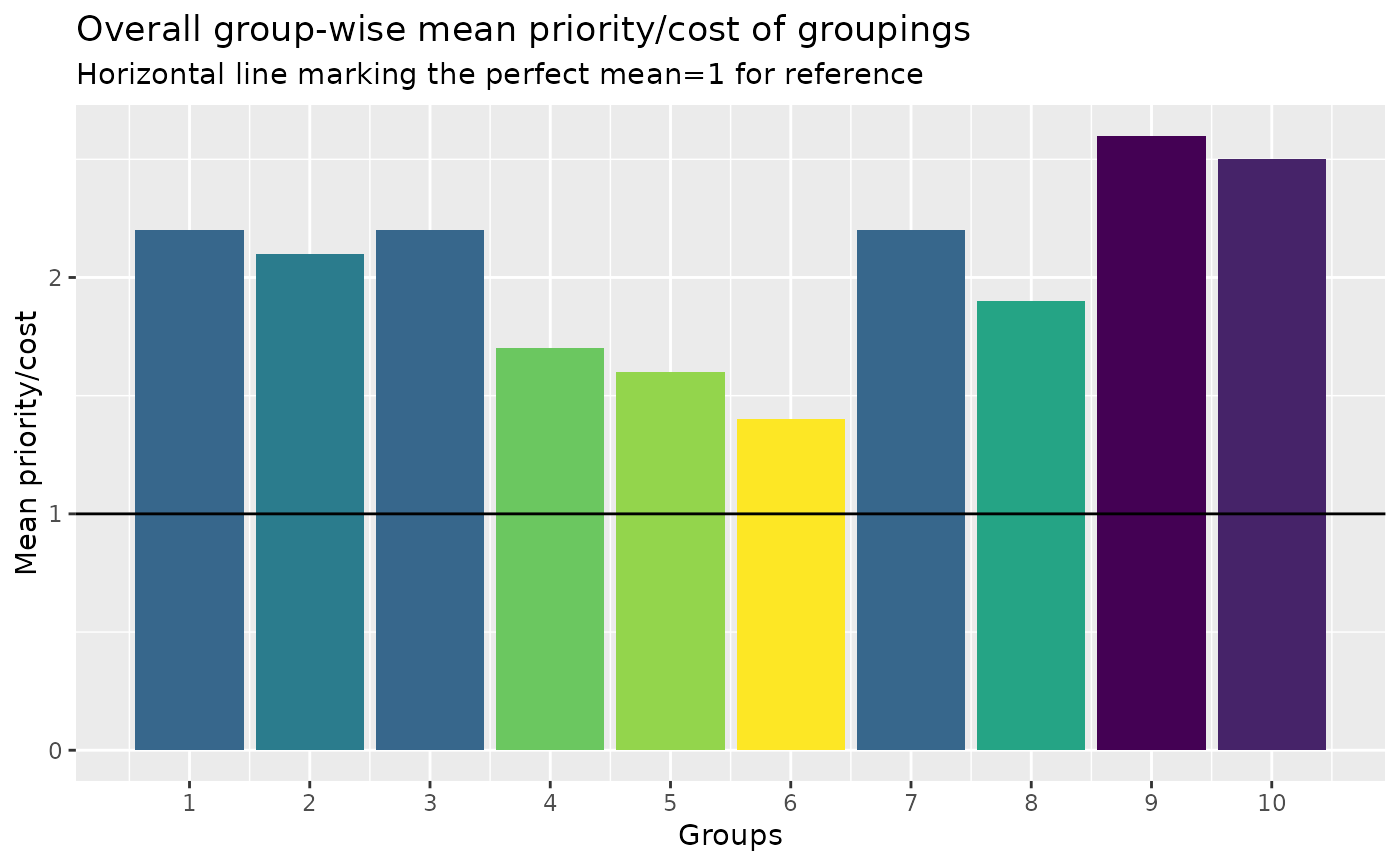 Overall group-wise mean priority/cost of groupings
Horizontal line marking the perfect mean=1 for reference
Mean priority/cost
2
1
0
1 2 3 4 5 6 7 8 9 10
Groups